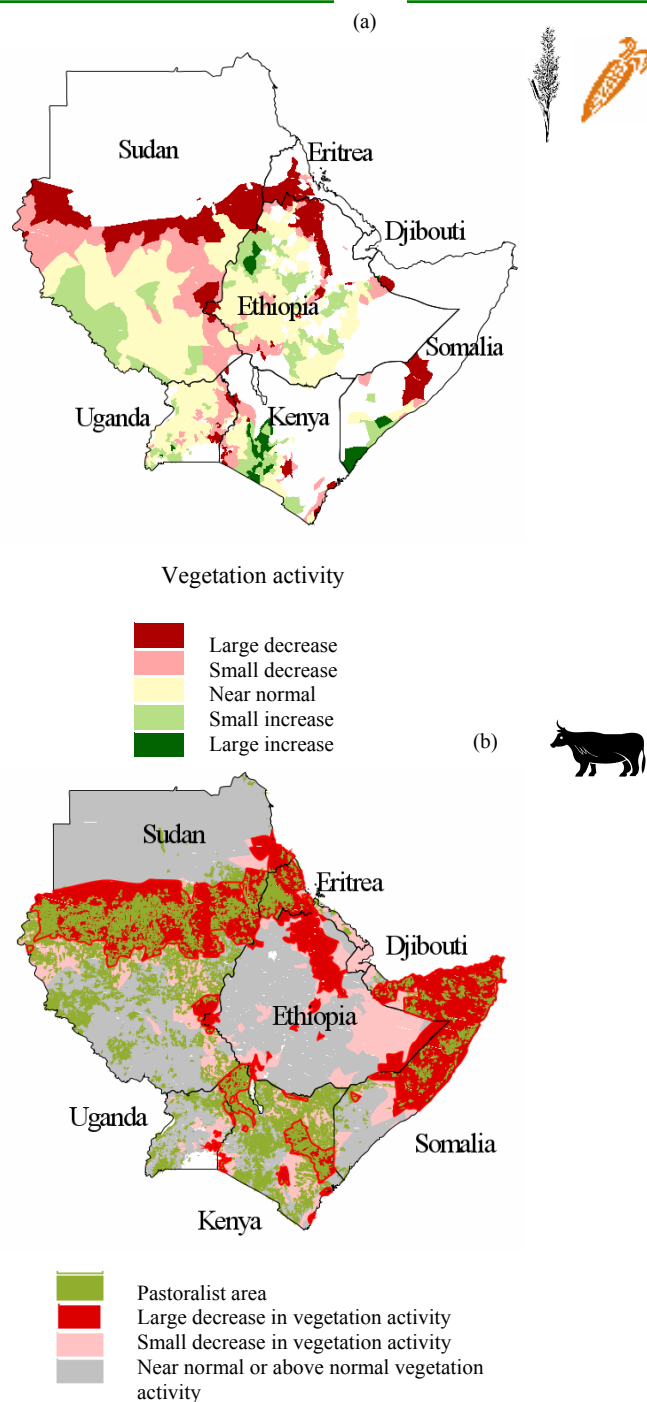 (a)
Sudan
Eritrea
Djibouti
Ethiopia
Somalia
Uganda
Kenya
Vegetation activity
Large decrease
Small decrease
Near normal
Small increase
Large increase
(b)
Sudan
Eritrea
Djibouti
Ethiopia
Uganda
Somalia
Kenya
Pastoralist area
Large decrease in vegetation activity
Small decrease in vegetation activity
Near normal or above normal vegetation
activity